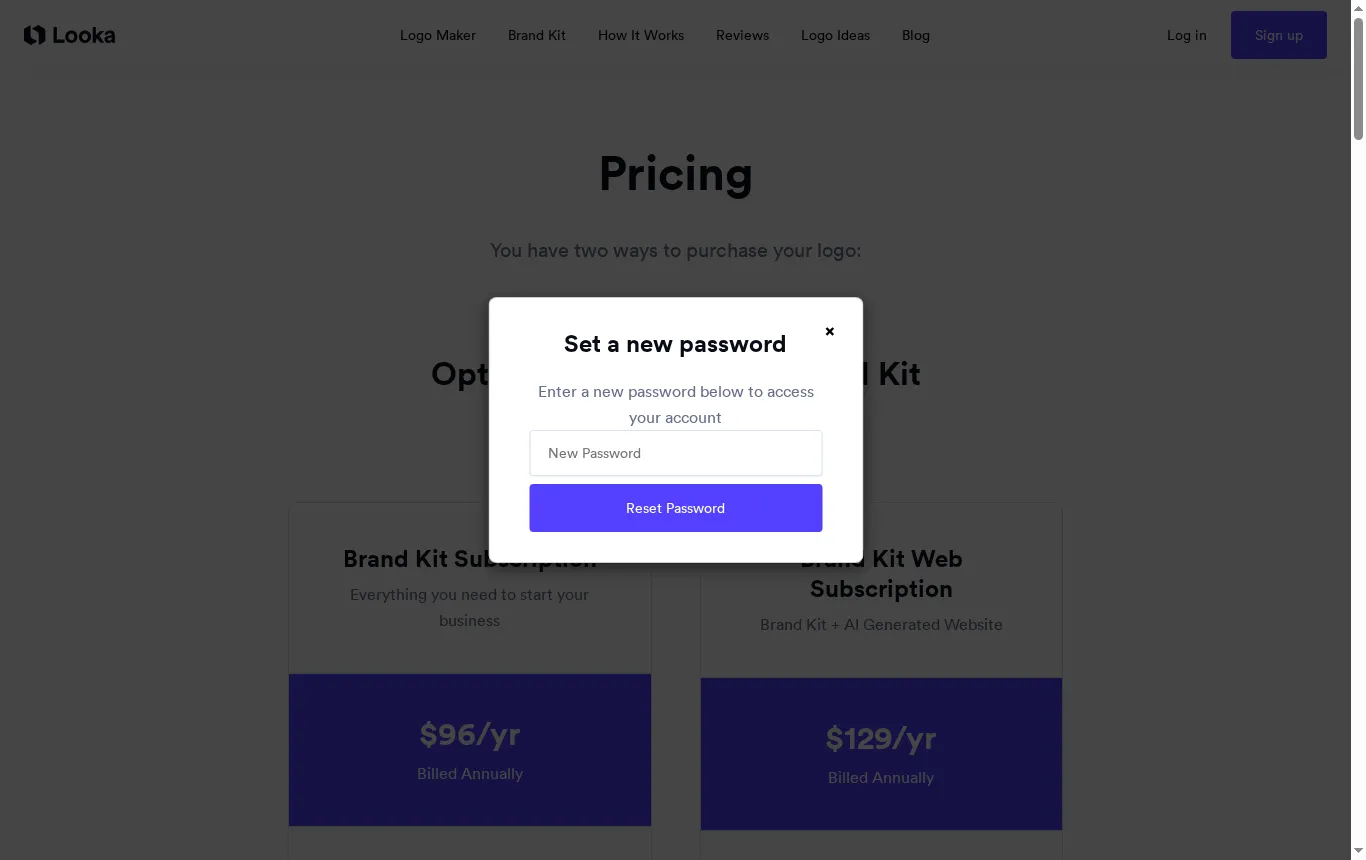 Looka
Logo Maker
Brand Kit
How It Works
Reviews
Logo Ideas
Blog
Log in
Sign up
Pricing
You have two ways to purchase your logo:
Set a new password
×
Enter a new password below to access
your account
New Password
Reset Password
Kit
Brand Kit Subscription
Everything you need to start your
business
$96/yr
Billed Annually
Brand Kit Web
Subscription
Brand Kit + AI Generated Website
$129/yr
Billed Annually